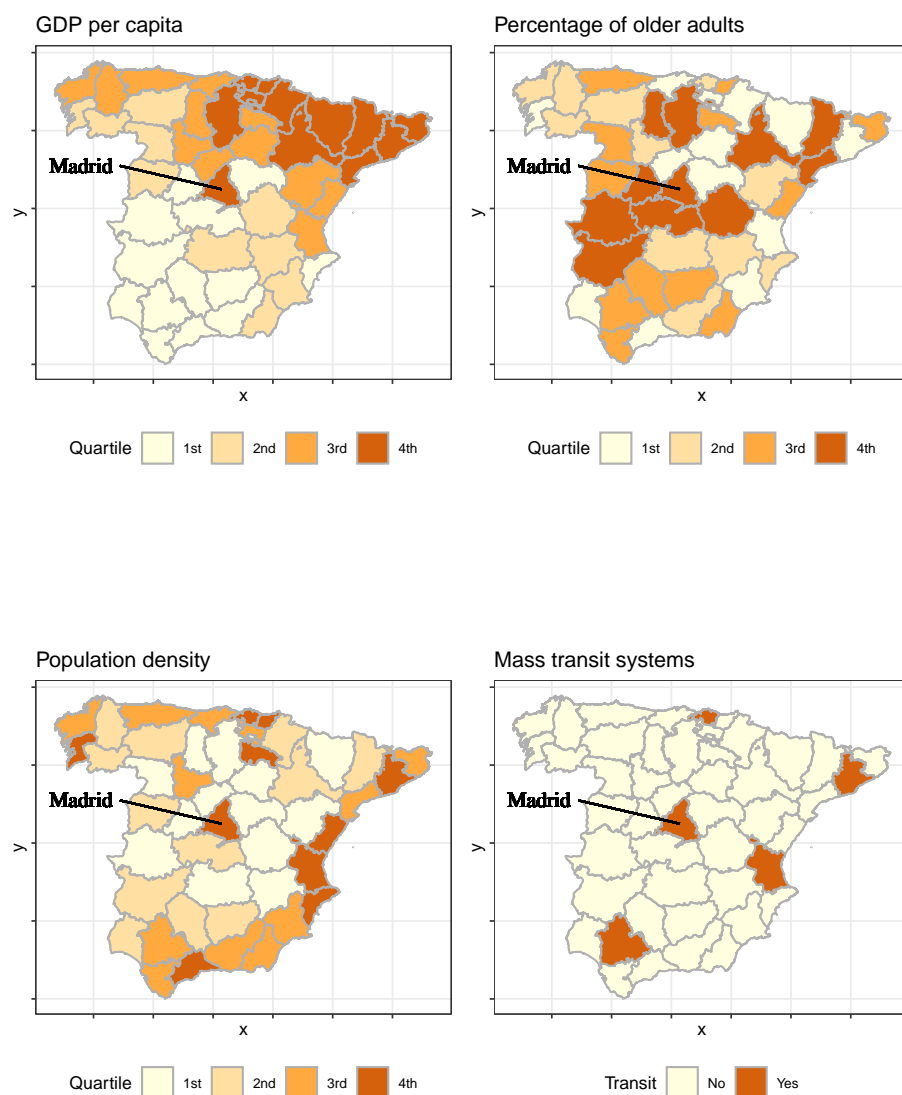 GDP per capita
Percentage of older adults
Madrid
Madrid
y
y
x
x
Quartile 1st 2nd 3rd 4th
Quartile 1st 2nd 3rd 4th
Population density
Mass transit systems
Madrid
Madrid
y
y
x
x
Quartile 1st 2nd 3rd 4th
Transit No Yes